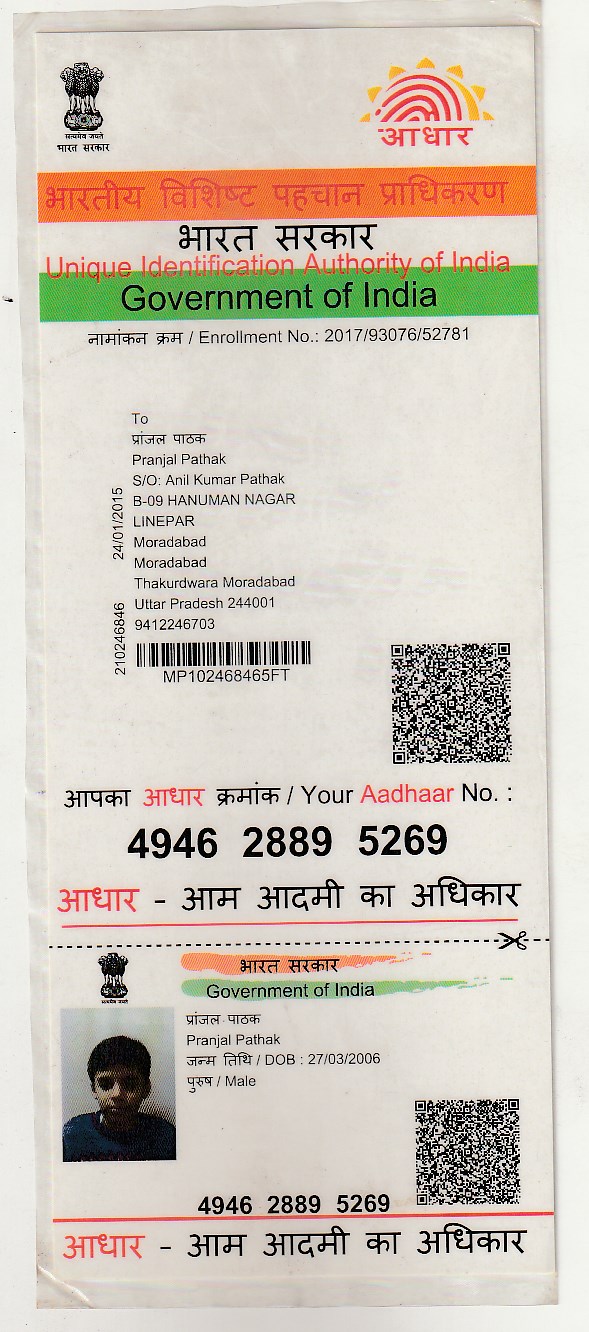 सत्यमेव जयते
भारत सरकार
आधार
भारतीय विशिष्ट पहचान प्राधिकरण
भारत सरकार
Unique Identification Authority of India
Government of India
नामांकन क्रम / Enrollment No.: 2017/93076/52781
To
प्रांजल पाठक
Pranjal Pathak
S/O: Anil Kumar Pathak
B-09 HANUMAN NAGAR
LINEPAR
Moradabad
Moradabad
Thakurdwara Moradabad
Uttar Pradesh 244001
9412246703
24/01/2015
210246846
MP102468465FT
आपका आधार क्रमांक / Your Aadhaar No. :
4946 2889 5269
आधार - आम आदमी का अधिकार
सत्यमेव जयते
भारत सरकार
Government of India
प्रांजल पाठक
Pranjal Pathak
जन्म तिथि / DOB : 27/03/2006
पुरुष / Male
4946 2889 5269
आधार - आम आदमी का अधिकार